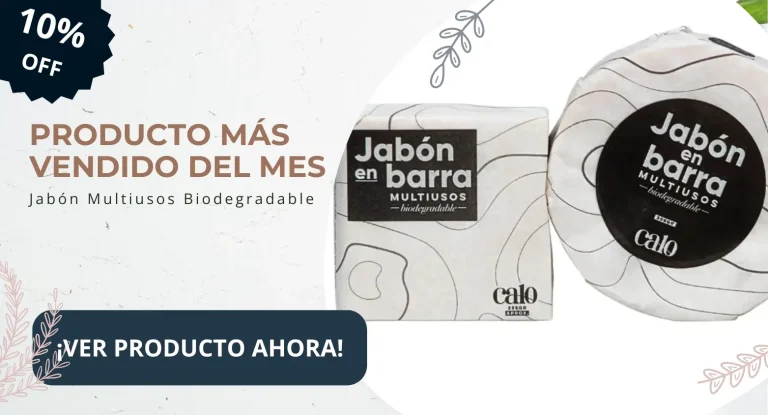 10%
OFF
PRODUCTO MÁS
VENDIDO DEL MES
Jabón Multiusos Biodegradable
¡VER PRODUCTO AHORA!
Jabón
en barra
MULTIUSOS
biodegradable
calo
Jabón
en
barra
MULTIUSOS
biodegradable
calo